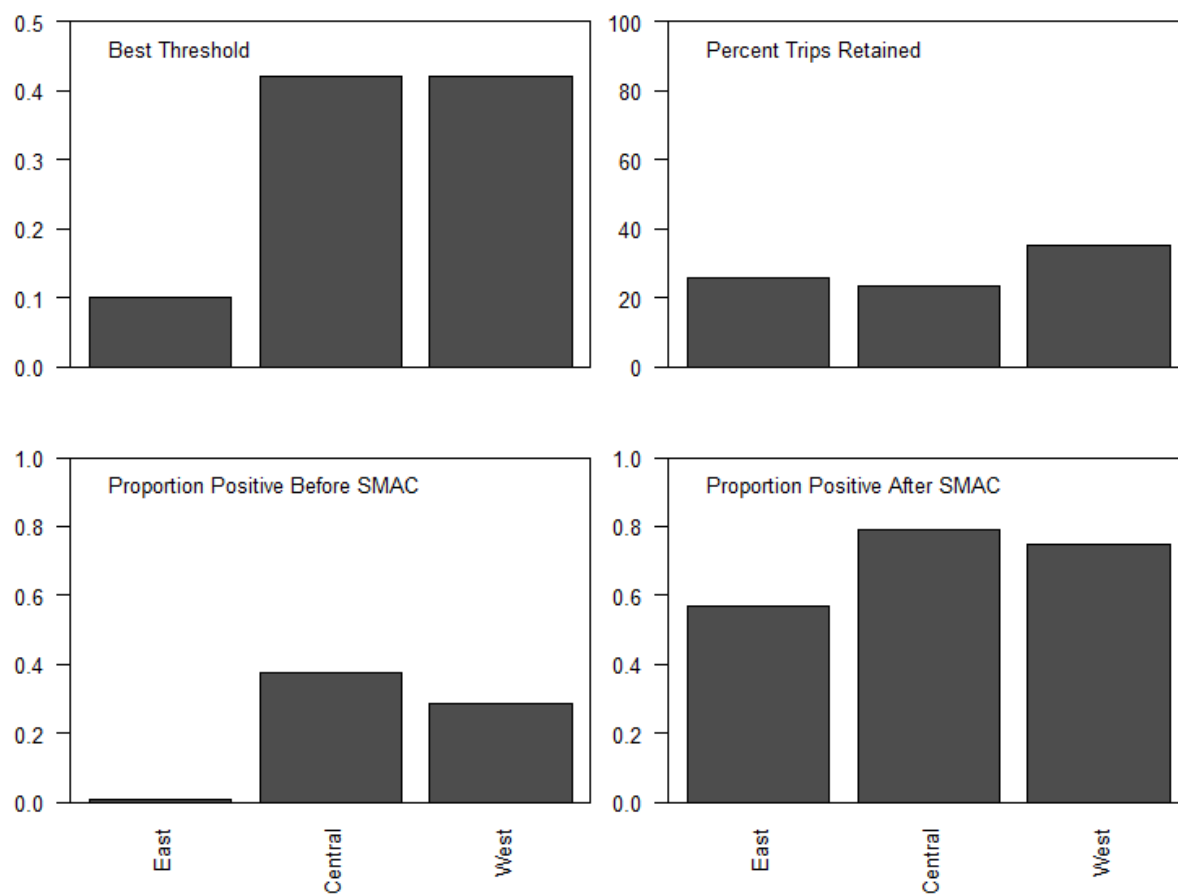 Best Threshold
0.5
0.4
0.3
0.2
0.1
0.0
Percent Trips Retained
100
80
60
40
20
0
Proportion Positive Before SMAC
1.0
0.8
0.6
0.4
0.2
0.0
East
Central
West
Proportion Positive After SMAC
1.0
0.8
0.6
0.4
0.2
0.0
East
Central
West